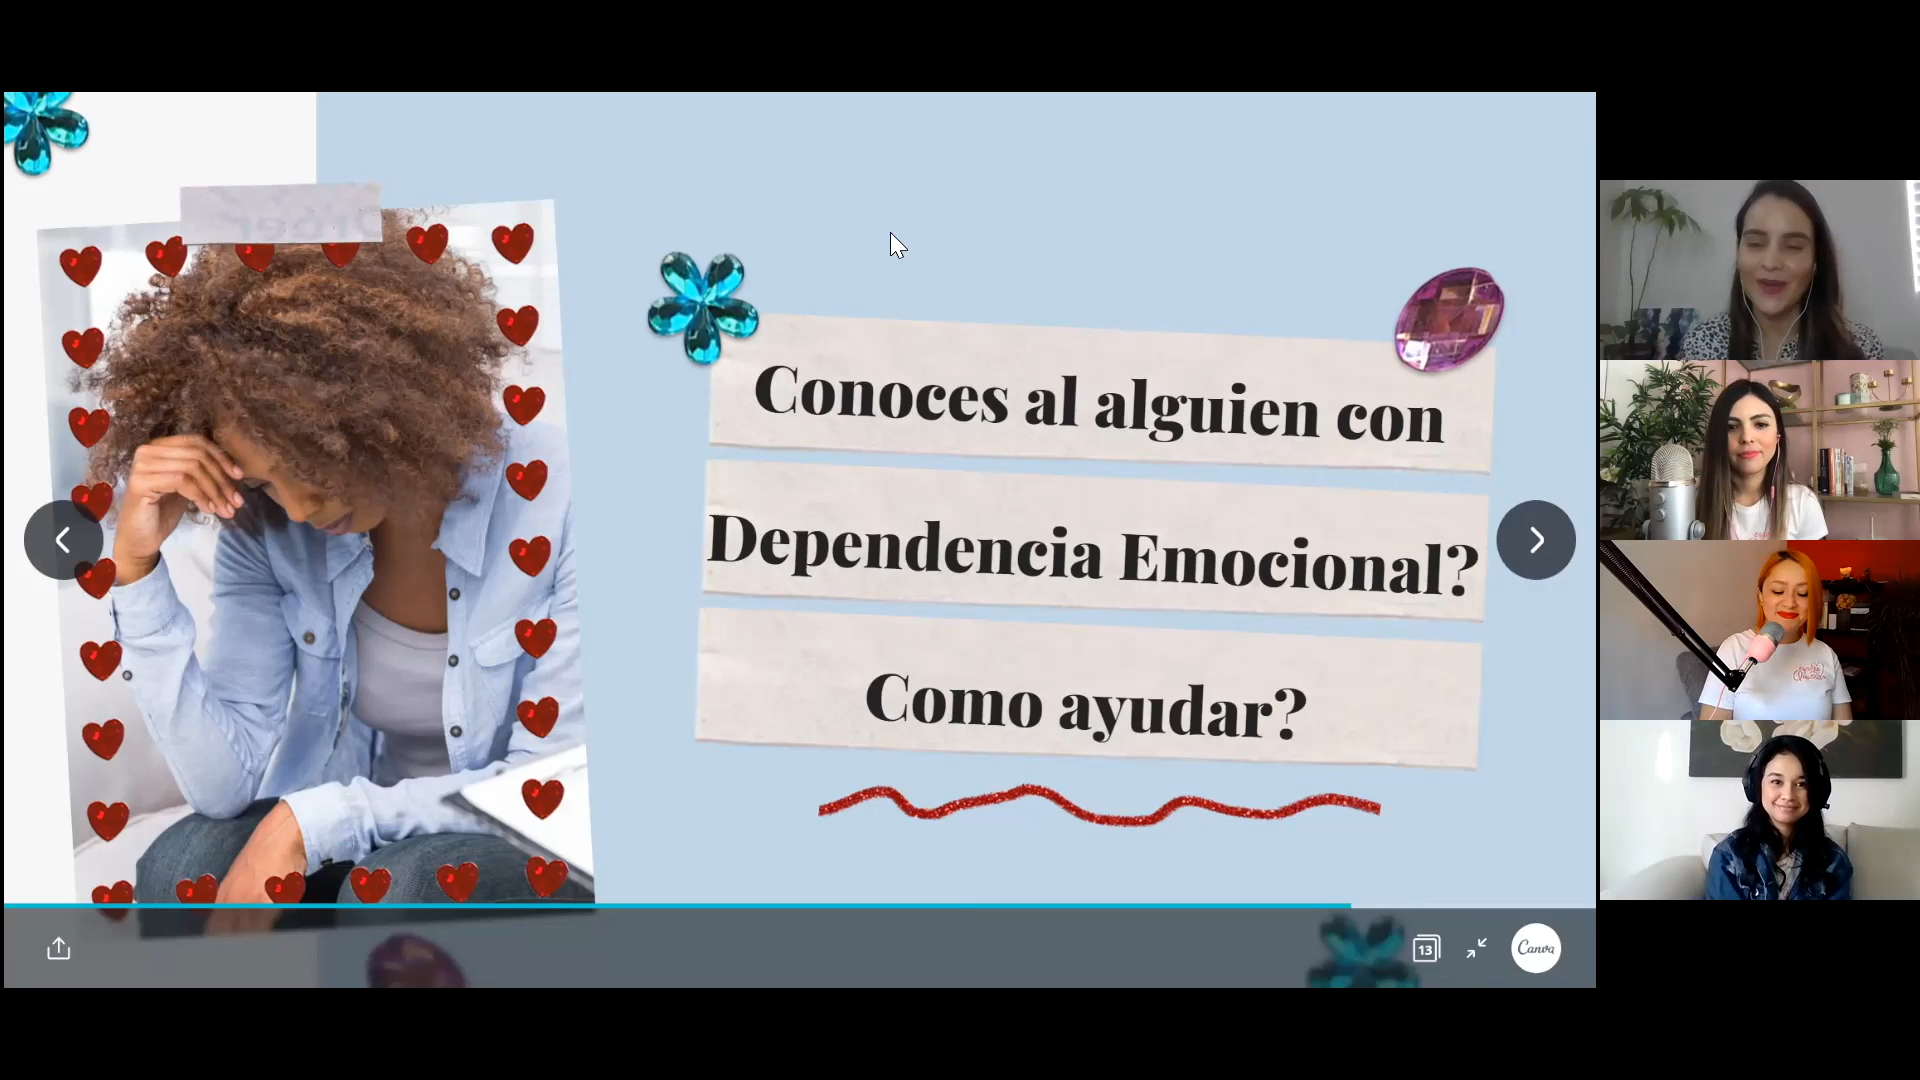 Conoces al alguien con
Dependencia Emocional?
Como ayudar?
13
Canva